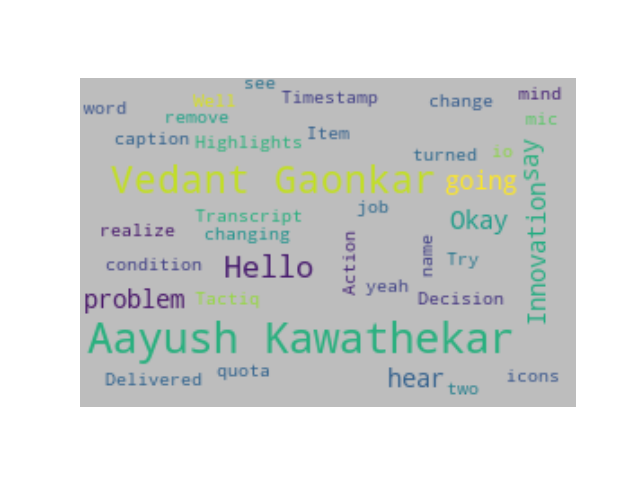 see
word Well Timestamp change mind
remove mic
caption Highlights Item
turned io say
Vedant Gaonkar going
Transcript job Okay
realize changing
condition Hello Action name Try Innovation
problem Tactiq yeah Decision
Aayush Kawathekar
Delivered quota hear two icons